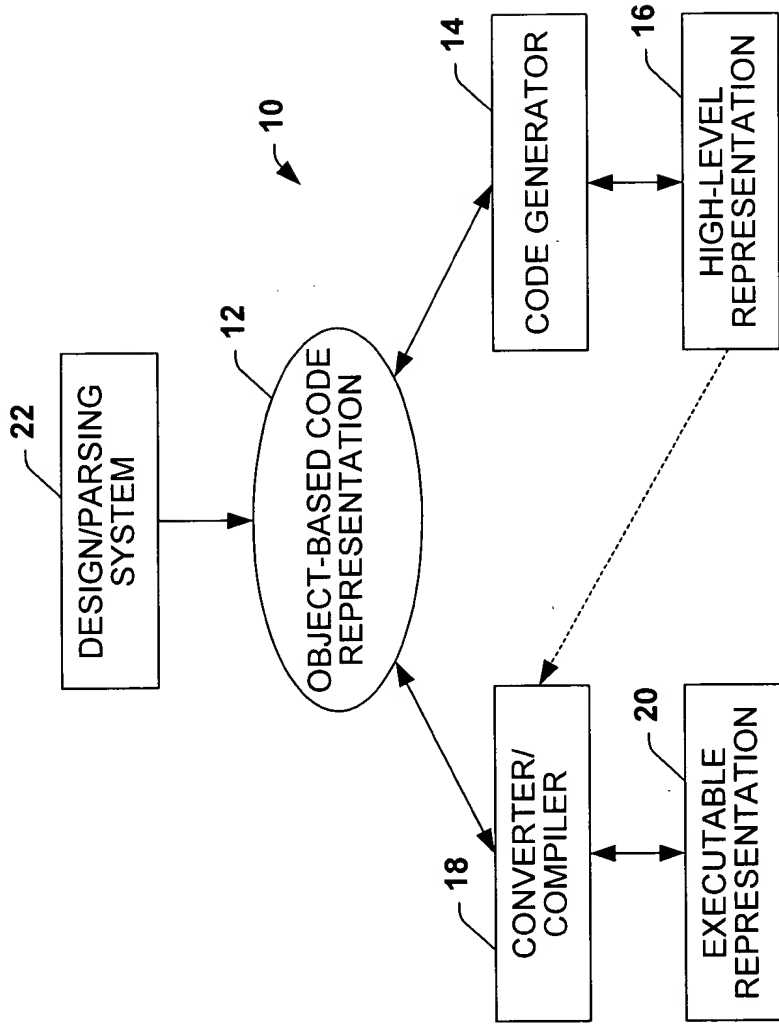 22
DESIGN/PARSING
SYSTEM
10
12
OBJECT-BASED CODE
REPRESENTATION
18
CONVERTER/
COMPILER
14
CODE GENERATOR
20
EXECUTABLE
REPRESENTATION
16
HIGH-LEVEL
REPRESENTATION